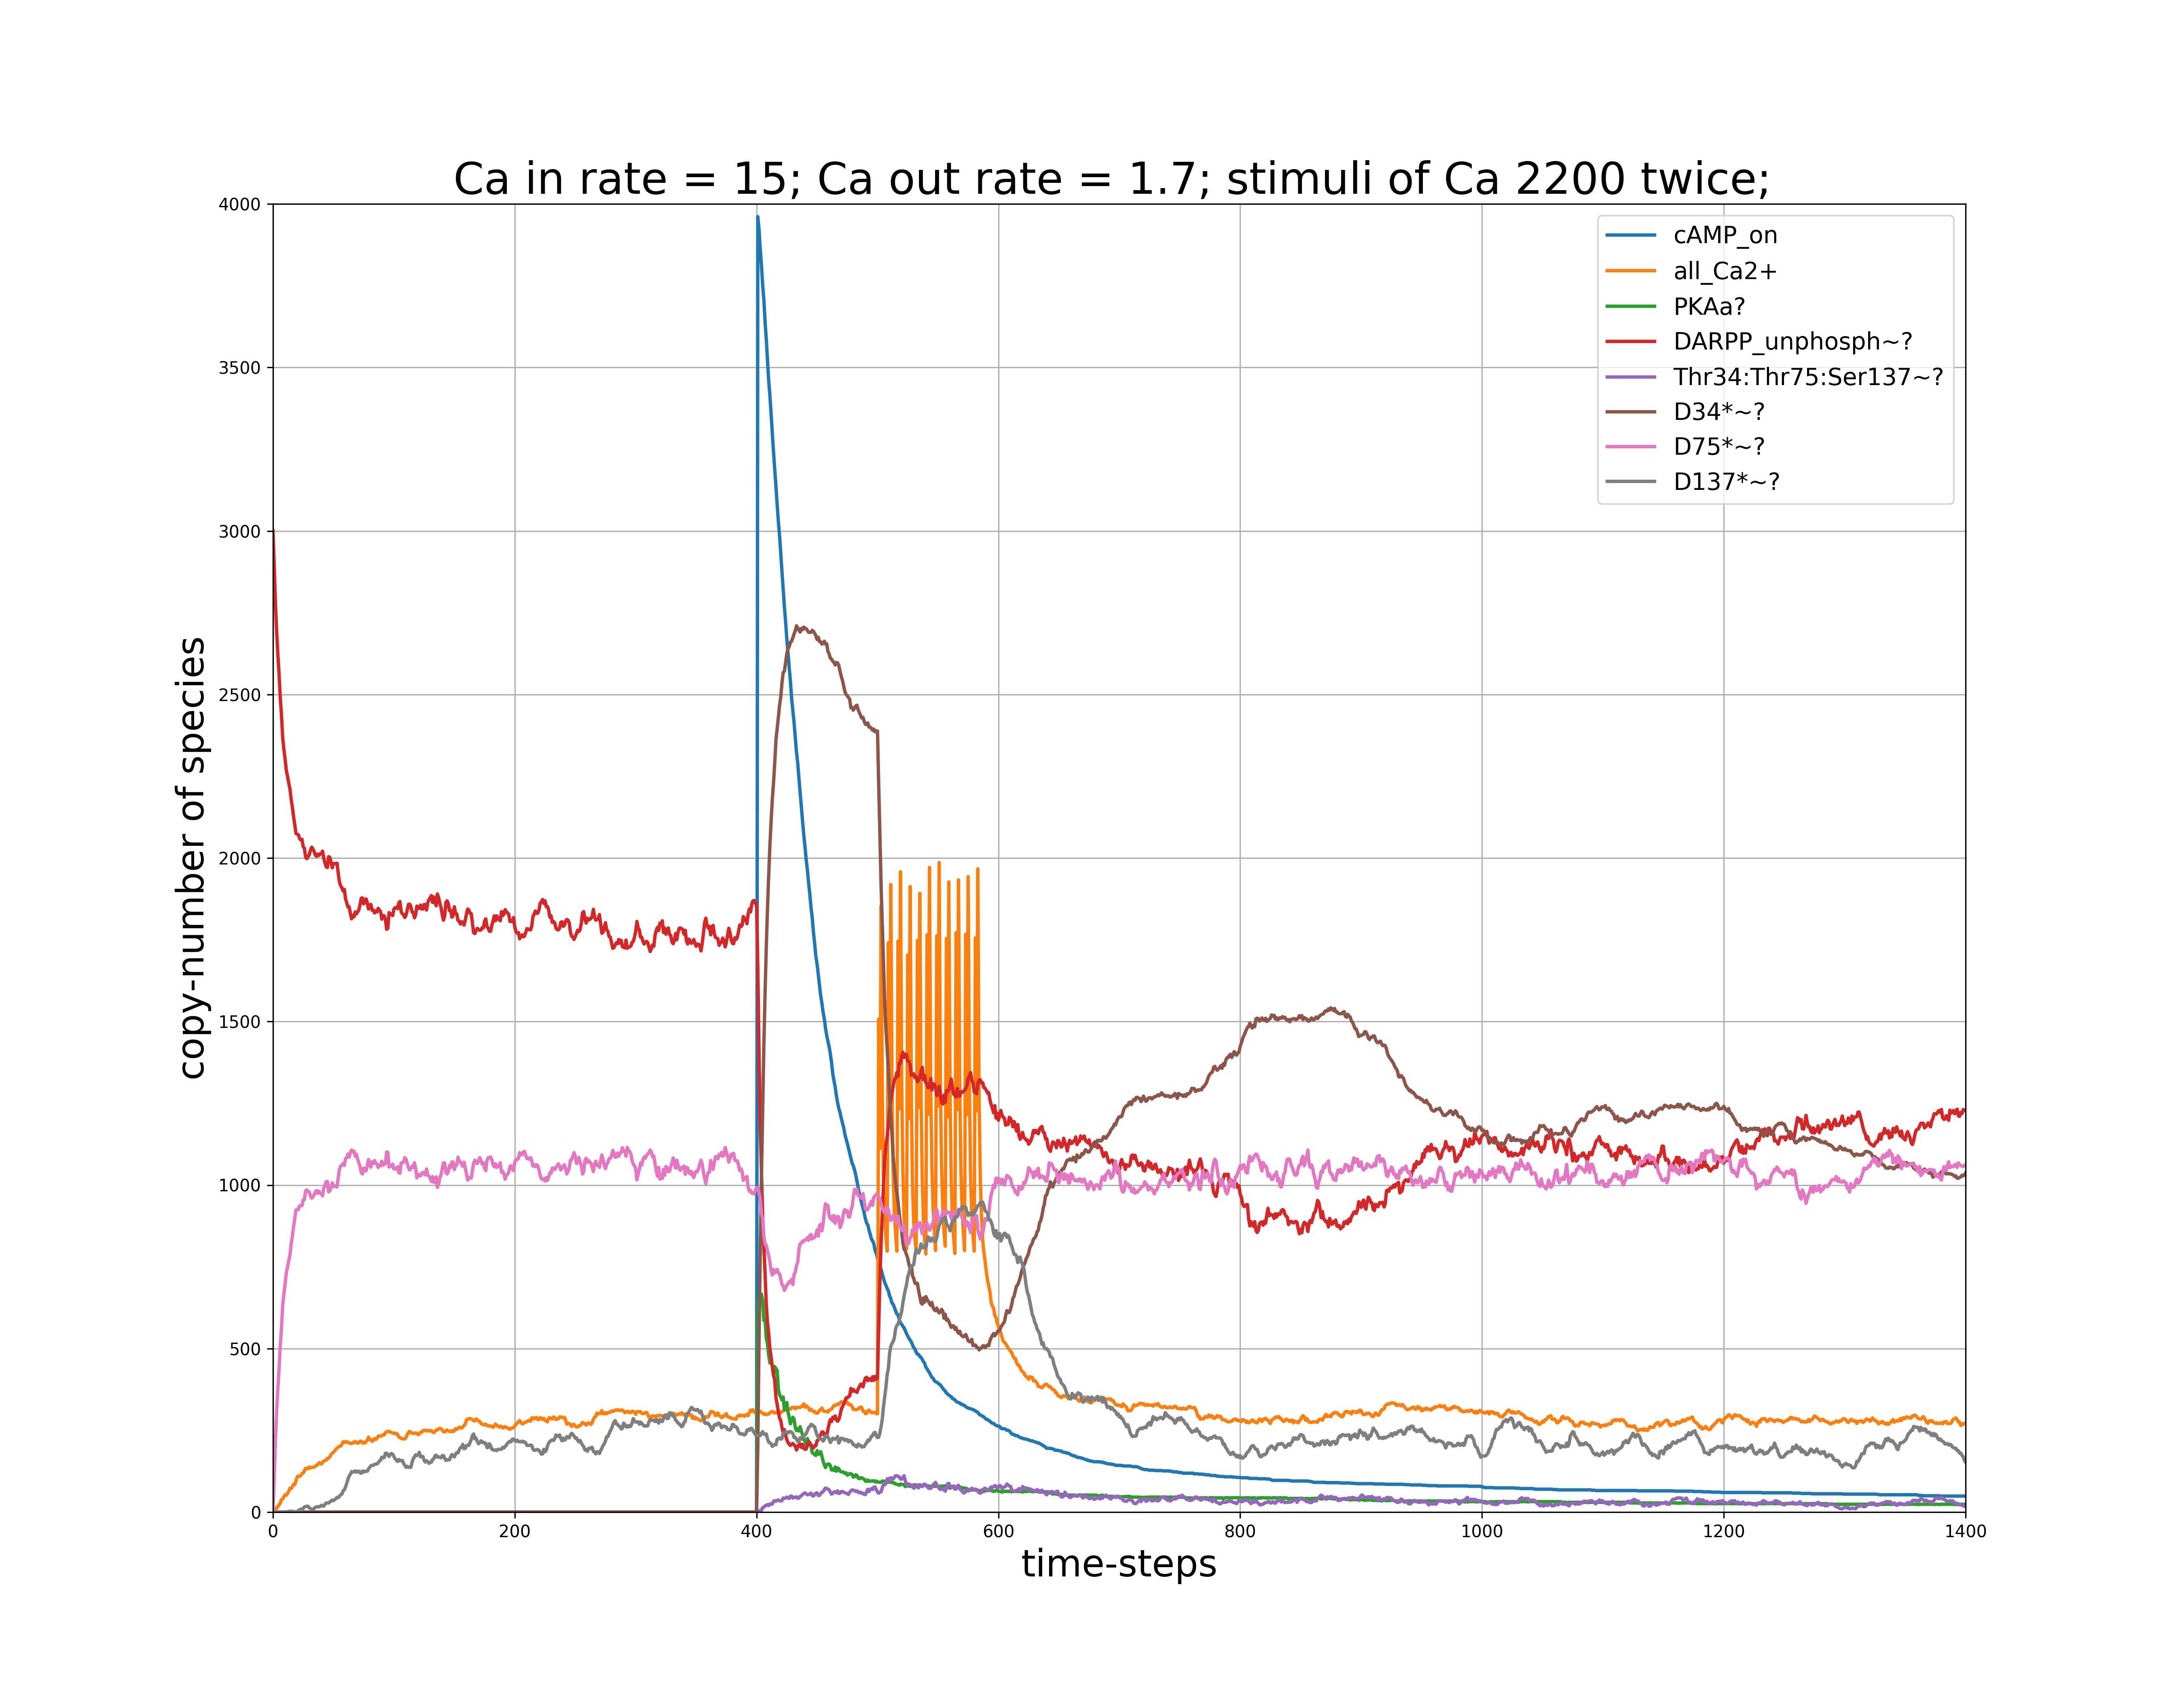 Ca in rate = 15; Ca out rate = 1.7; stimuli of Ca 2200 twice;
copy-number of species
4000
3500
3000
2500
2000
1500
1000
500
0
cAMP_on
all_Ca2+
PKAa?
DARPP_unphosph~?
Thr34:Thr75:Ser137~?
D34*~?
D75*~?
D137*~?
0 200 400 600 800 1000 1200 1400
time-steps